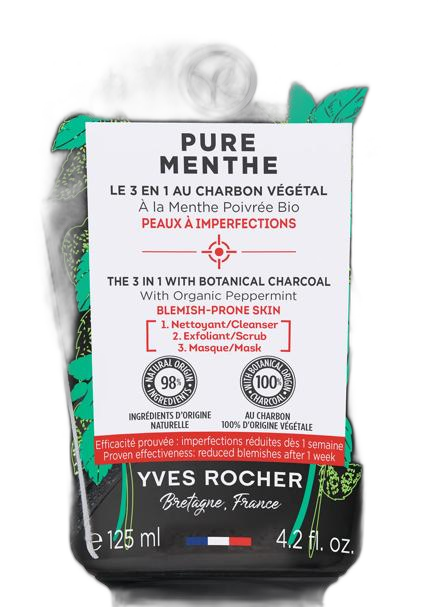 PURE
MENTHE
LE 3 EN 1 AU CHARBON VÉGÉTAL
À la Menthe Poivrée Bio
PEAUX À IMPERFECTIONS
THE 3 IN 1 WITH BOTANICAL CHARCOAL
With Organic Peppermint
BLEMISH-PRONE SKIN
1. Nettoyant/Cleanser
2. Exfoliant/Scrub
3. Masque/Mask
NATURAL ORIGIN
98%
INGREDIENTS
WITH BOTANICAL ORIGIN
100%
CHARCOAL
INGRÉDIENTS D'ORIGINE
NATURELLE
AU CHARBON
100% D'ORIGINE VÉGÉTALE
Efficacité prouvée : imperfections réduites dès 1 semaine
Proven effectiveness: reduced blemishes after 1 week
YVES ROCHER
Bretagne, France
e 125 ml
4.2 fl. oz.